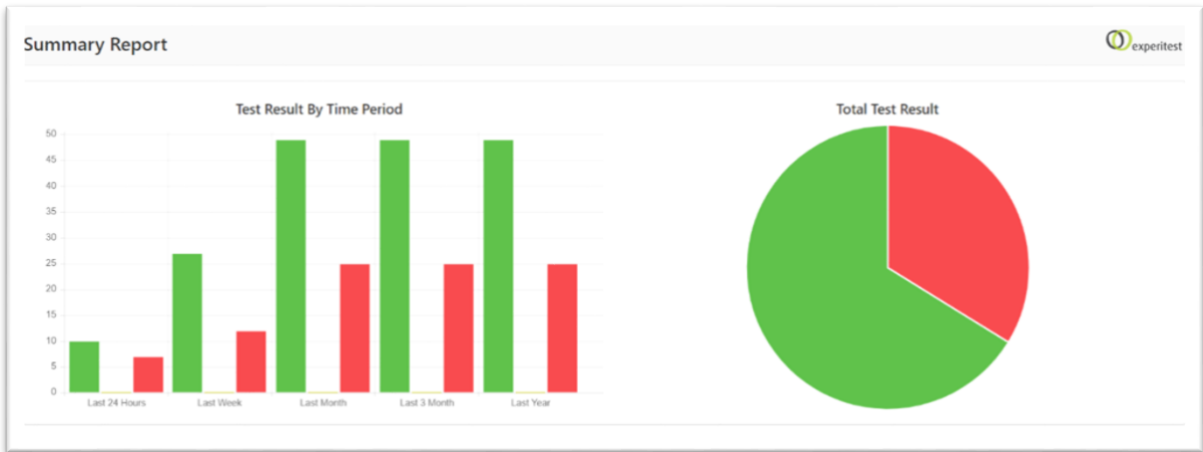 Summary Report
experitest
Test Result By Time Period
50
45
40
35
30
25
20
15
10
5
0
Last 24 Hours
Last Week
Last Month
Last 3 Month
Last Year
Total Test Result